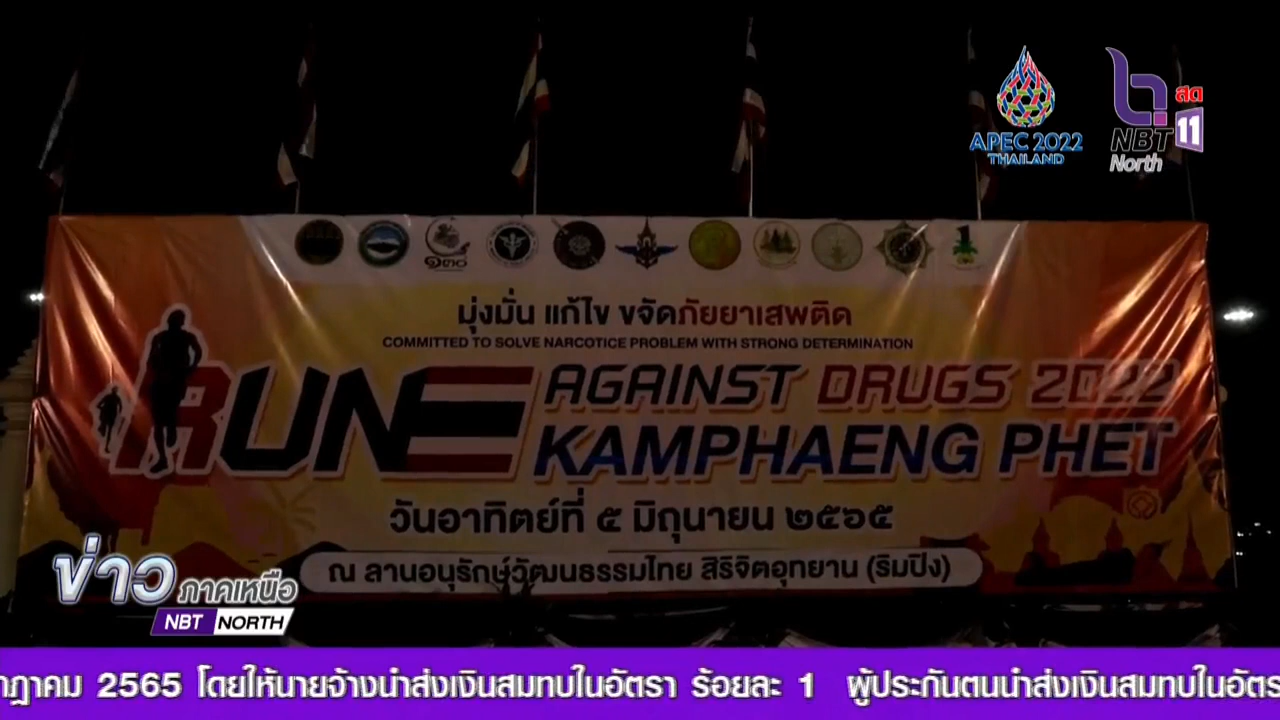 APEC 2022
THAILAND
สด
NBT 11
North
๑๓๐
มุ่งมั่น แก้ไข ขจัดภัยยาเสพติด
COMMITTED TO SOLVE NARCOTICE PROBLEM WITH STRONG DETERMINATION
RUN AGAINST DRUGS 2022
KAMPHAENG PHET
วันอาทิตย์ที่ ๕ มิถุนายน ๒๕๖๕
ณ ลานอนุรักษ์วัฒนธรรมไทย สิริจิตอุทยาน (ริมปิง)
ข่าว ภาคเหนือ
NBT NORTH
กฎาคม 2565 โดยให้นายจ้างนำส่งเงินสมทบในอัตรา ร้อยละ 1 ผู้ประกันตนนำส่งเงินสมทบในอัตร